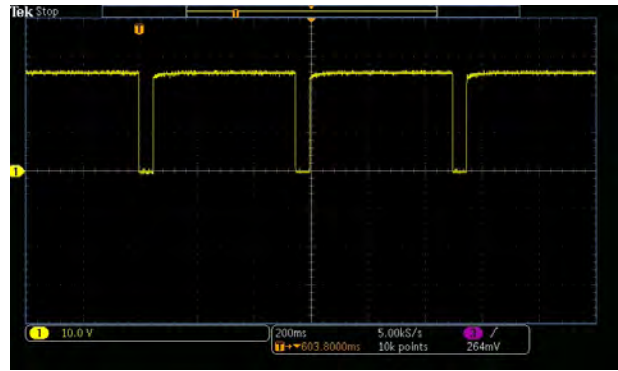 Tek Stop
T
T
1
1 10.0 V
200ms 5.00kS/s 3 /
T→▼603.8000ms 10k points 264mV